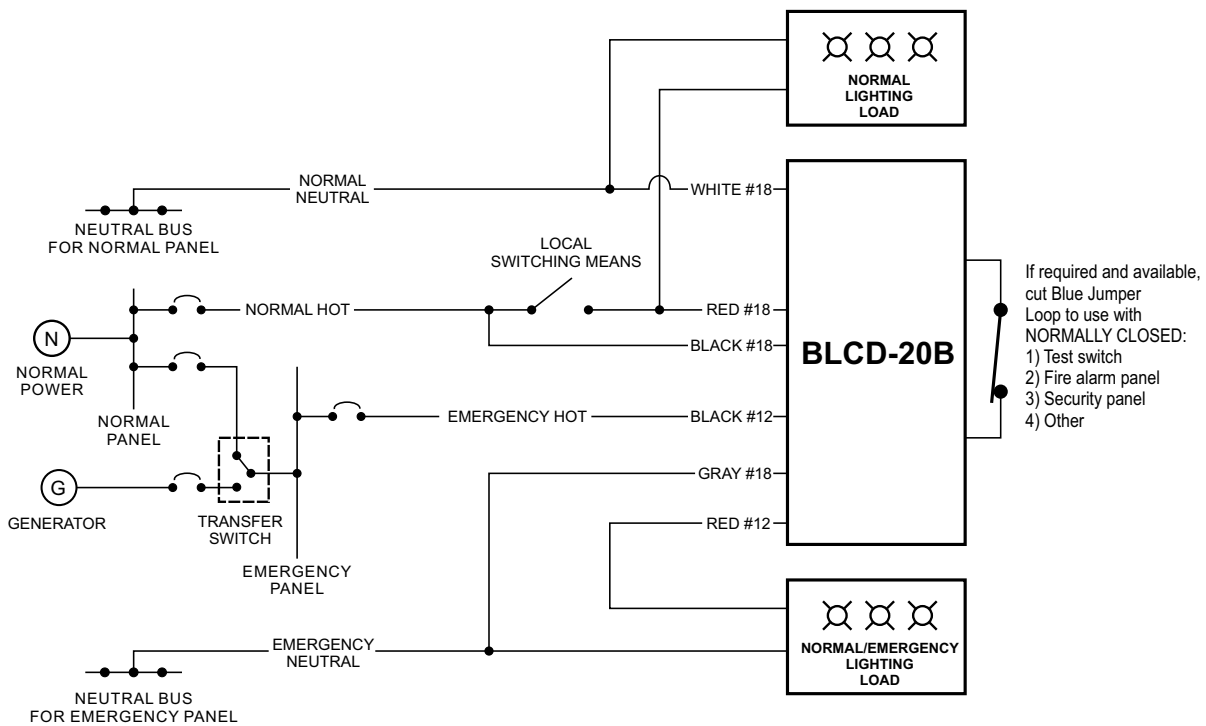 NORMAL
LIGHTING
LOAD
NORMAL
NEUTRAL
WHITE #18
NEUTRAL BUS
FOR NORMAL PANEL
LOCAL
SWITCHING MEANS
NORMAL HOT
RED #18
BLACK #18
BLCD-20B
If required and available,
cut Blue Jumper
Loop to use with
NORMALLY CLOSED:
1) Test switch
2) Fire alarm panel
3) Security panel
4) Other
N
NORMAL
POWER
NORMAL
PANEL
EMERGENCY HOT
BLACK #12
GRAY #18
G
GENERATOR
TRANSFER
SWITCH
RED #12
EMERGENCY
PANEL
EMERGENCY
NEUTRAL
NORMAL/EMERGENCY
LIGHTING
LOAD
NEUTRAL BUS
FOR EMERGENCY PANEL